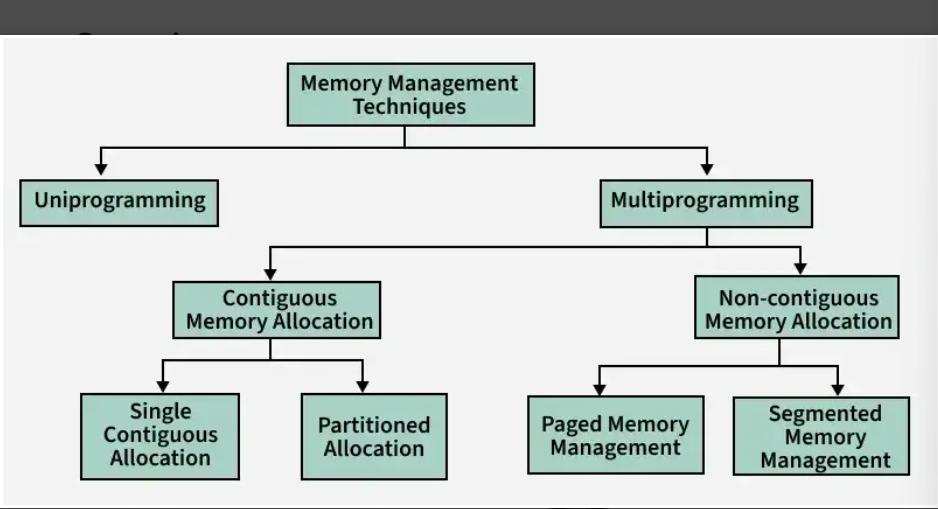 Memory Management
Techniques
Uniprogramming
Multiprogramming
Contiguous
Memory Allocation
Non-contiguous
Memory Allocation
Single
Contiguous
Allocation
Partitioned
Allocation
Paged Memory
Management
Segmented
Memory
Management